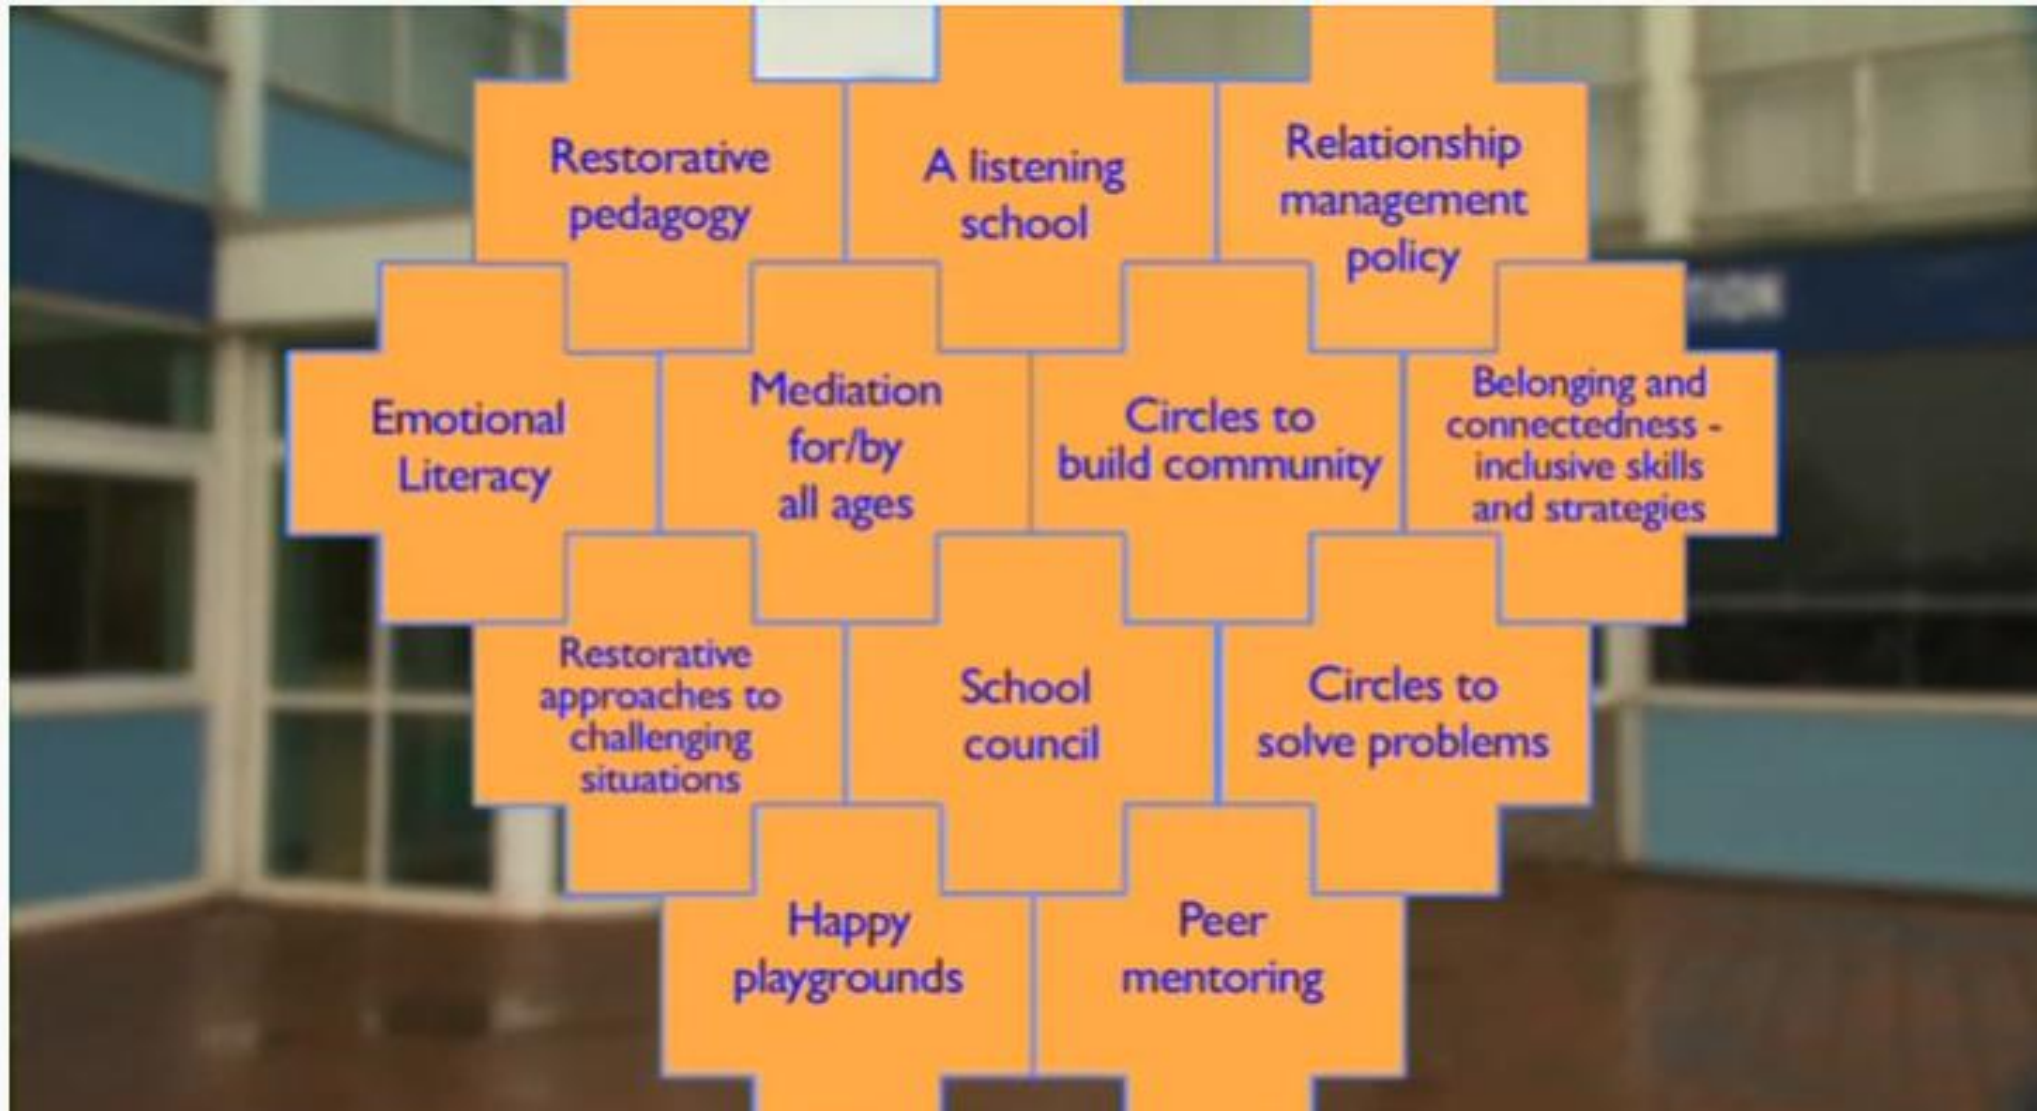 Restorative
pedagogy
A listening
school
Relationship
management
policy
Emotional
Literacy
Mediation
for/by
all ages
Circles to
build community
Belonging and
connectedness -
inclusive skills
and strategies
Restorative
approaches to
challenging
situations
School
council
Circles to
solve problems
Happy
playgrounds
Peer
mentoring